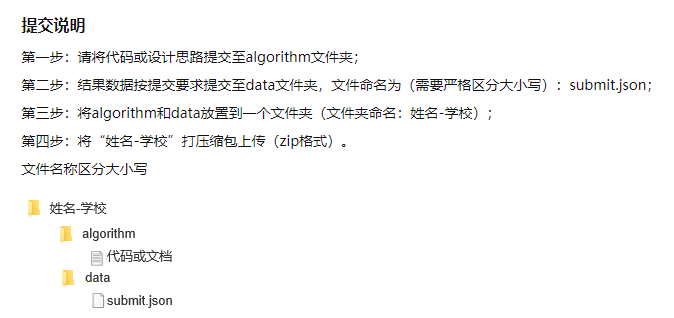 提交说明
第一步：请将代码或设计思路提交至algorithm文件夹；
第二步：结果数据按提交要求提交至data文件夹，文件命名为（需要严格区分大小写）：submit.json；
第三步：将algorithm和data放置到一个文件夹（文件夹命名：姓名-学校）；
第四步：将“姓名-学校”打压缩包上传（zip格式）。
文件名称区分大小写
姓名-学校
algorithm
代码或文档
data
submit.json